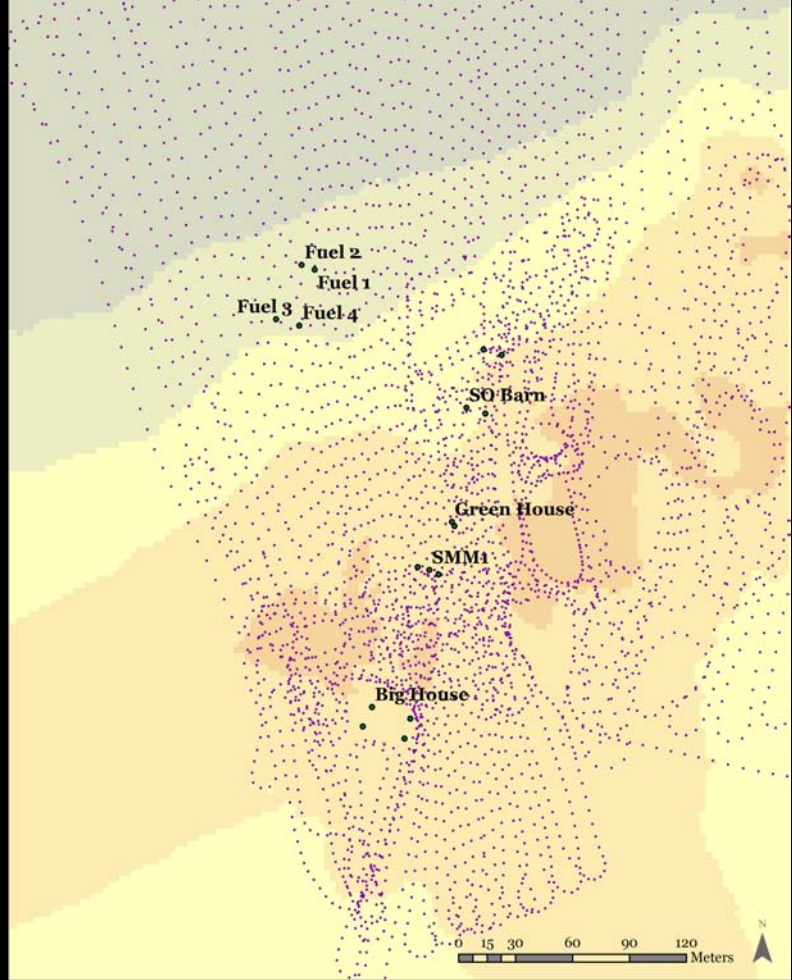 Fuel 2
Fuel 1
Fuel 3 Fuel 4
SO Barn
Green House
SMM1
Big House
N
0 15 30 60 90 120
Meters